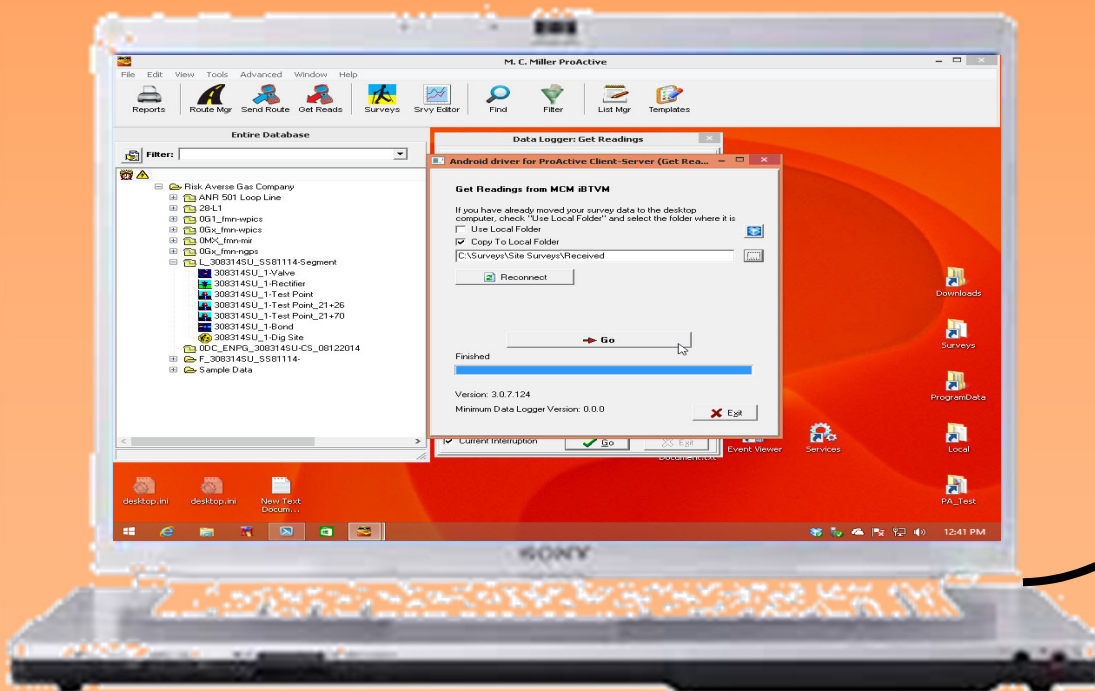 M. C. Miller ProActive
File Edit View Tools Advanced Window Help
Reports Route Mgr Send Route Get Reads Surveys Srvy Editor Find Filter List Mgr Templates
Entire Database
Filter:
Risk Averse Gas Company
ANR 501 Loop Line
28-L1
0G1_fmn-wpics
0Gx_fmn-wpics
0MX_fmn-mir
0Gx_fmn-ngps
L_308314SU_SS81114-Segment
308314SU_1-Valve
308314SU_1-Rectifier
308314SU_1-Test Point
308314SU_1-Test Point_21+26
308314SU_1-Test Point_21+70
308314SU_1-Bond
308314SU_1-Dig Site
0DC_ENPG_308314SU-CS_08122014
F_308314SU_SS81114-
Sample Data
Data Logger: Get Readings
Android driver for ProActive Client-Server (Get Rea...
Get Readings from MCM iBTVM
If you have already moved your survey data to the desktop
computer, check "Use Local Folder" and select the folder where it is
Use Local Folder
Copy To Local Folder
C:\Surveys\Site Surveys\Received
...
Reconnect
Go
Finished
Version: 3.0.7.124
Minimum Data Logger Version: 0.0.0
Exit
Current Interruption Go Exit
Document.txt
Downloads
Surveys
ProgramData
Event Viewer Services Local
desktop.ini desktop.ini New Text
Docum...
PA_Test
12:41 PM
SONY